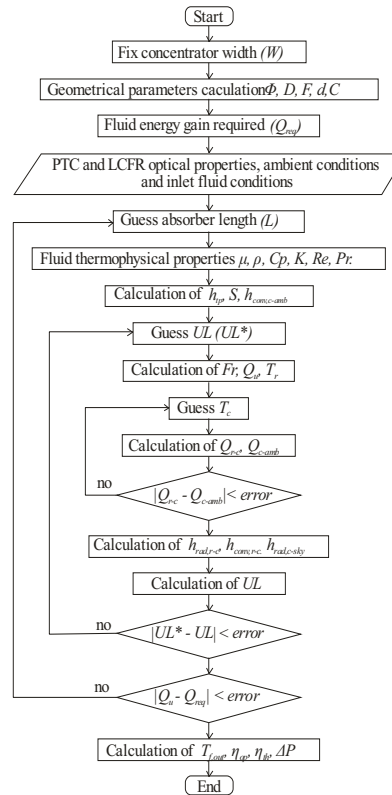 Start
Fix concentrator width (W)
Geometrical parameters caculationΦ, D, F, d,C
Fluid energy gain required (Qreq)
PTC and LCFR optical properties, ambient conditions
and inlet fluid conditions
Guess absorber length (L)
Fluid thermophysical properties μ, ρ, Cp, K, Re, Pr.
Calculation of htp, S, hconv,c-amb
Guess UL (UL*)
Calculation of Fr, Qu, Tr
Guess Tc
Calculation of Qr-c, Qc-amb
no
|Qr-c - Qc-amb|< error
Calculation of hrad,r-c, hconv,r-c. hrad,c-sky
Calculation of UL
no
|UL* - UL| < error
no
|Qu - Qreq| < error
Calculation of Tf,out, ηop, ηth, ΔP
End